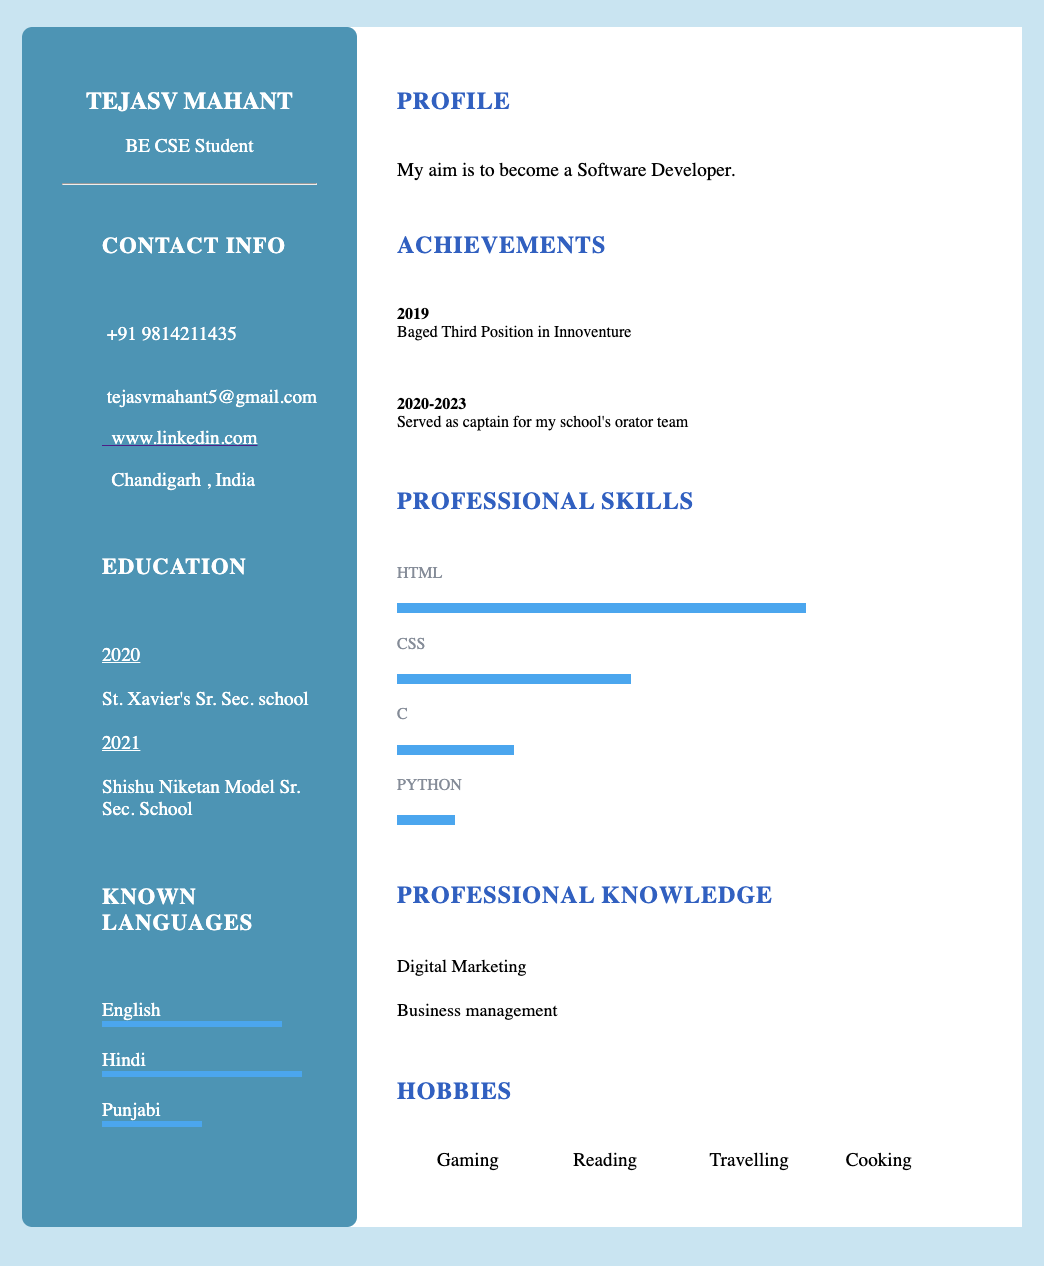 TEJASV MAHANT
BE CSE Student
CONTACT INFO
+91 9814211435
tejasvmahant5@gmail.com
www.linkedin.com
Chandigarh , India
EDUCATION
2020
St. Xavier's Sr. Sec. school
2021
Shishu Niketan Model Sr.
Sec. School
KNOWN
LANGUAGES
English
Hindi
Punjabi
PROFILE
My aim is to become a Software Developer.
ACHIEVEMENTS
2019
Baged Third Position in Innoventure
2020-2023
Served as captain for my school's orator team
PROFESSIONAL SKILLS
HTML
CSS
C
PYTHON
PROFESSIONAL KNOWLEDGE
Digital Marketing
Business management
HOBBIES
Gaming Reading Travelling Cooking